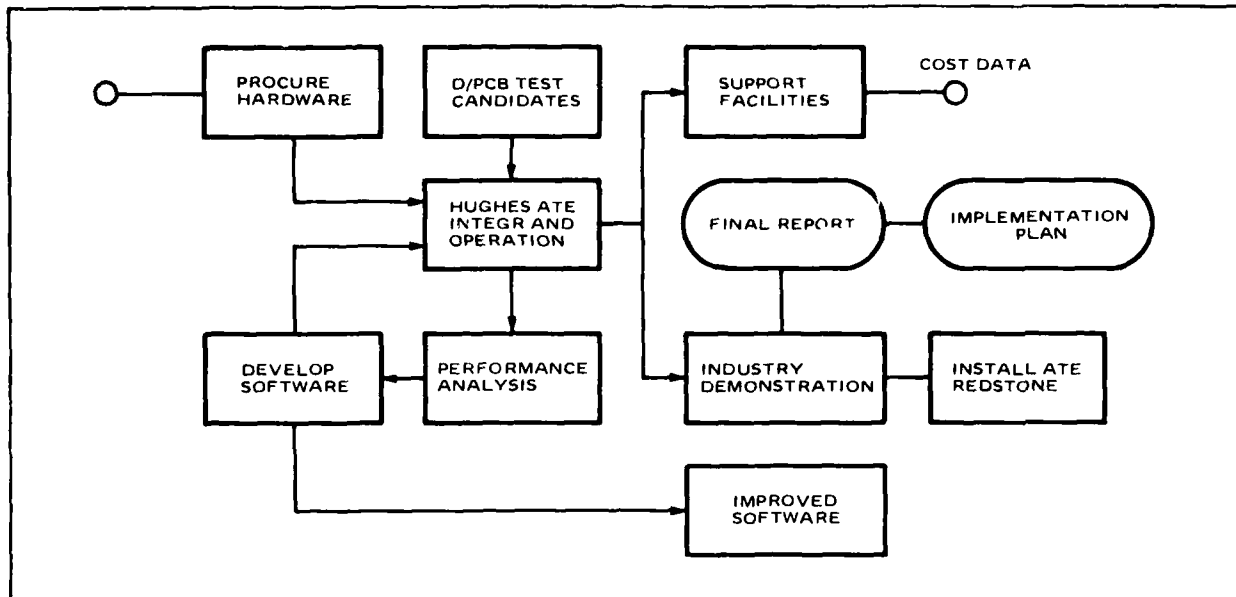 PROCURE
HARDWARE
D/PCB TEST
CANDIDATES
SUPPORT
FACILITIES
COST DATA
HUGHES ATE
INTEGR AND
OPERATION
FINAL REPORT
IMPLEMENTATION
PLAN
DEVELOP
SOFTWARE
PERFORMANCE
ANALYSIS
INDUSTRY
DEMONSTRATION
INSTALL ATE
REDSTONE
IMPROVED
SOFTWARE